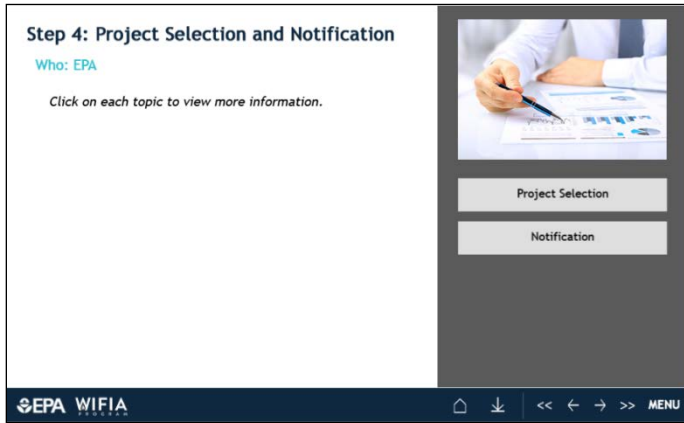 Step 4: Project Selection and Notification
Who: EPA
Click on each topic to view more information.
Project Selection
Notification
EPA WIFIA
PROGRAM
<< >> MENU